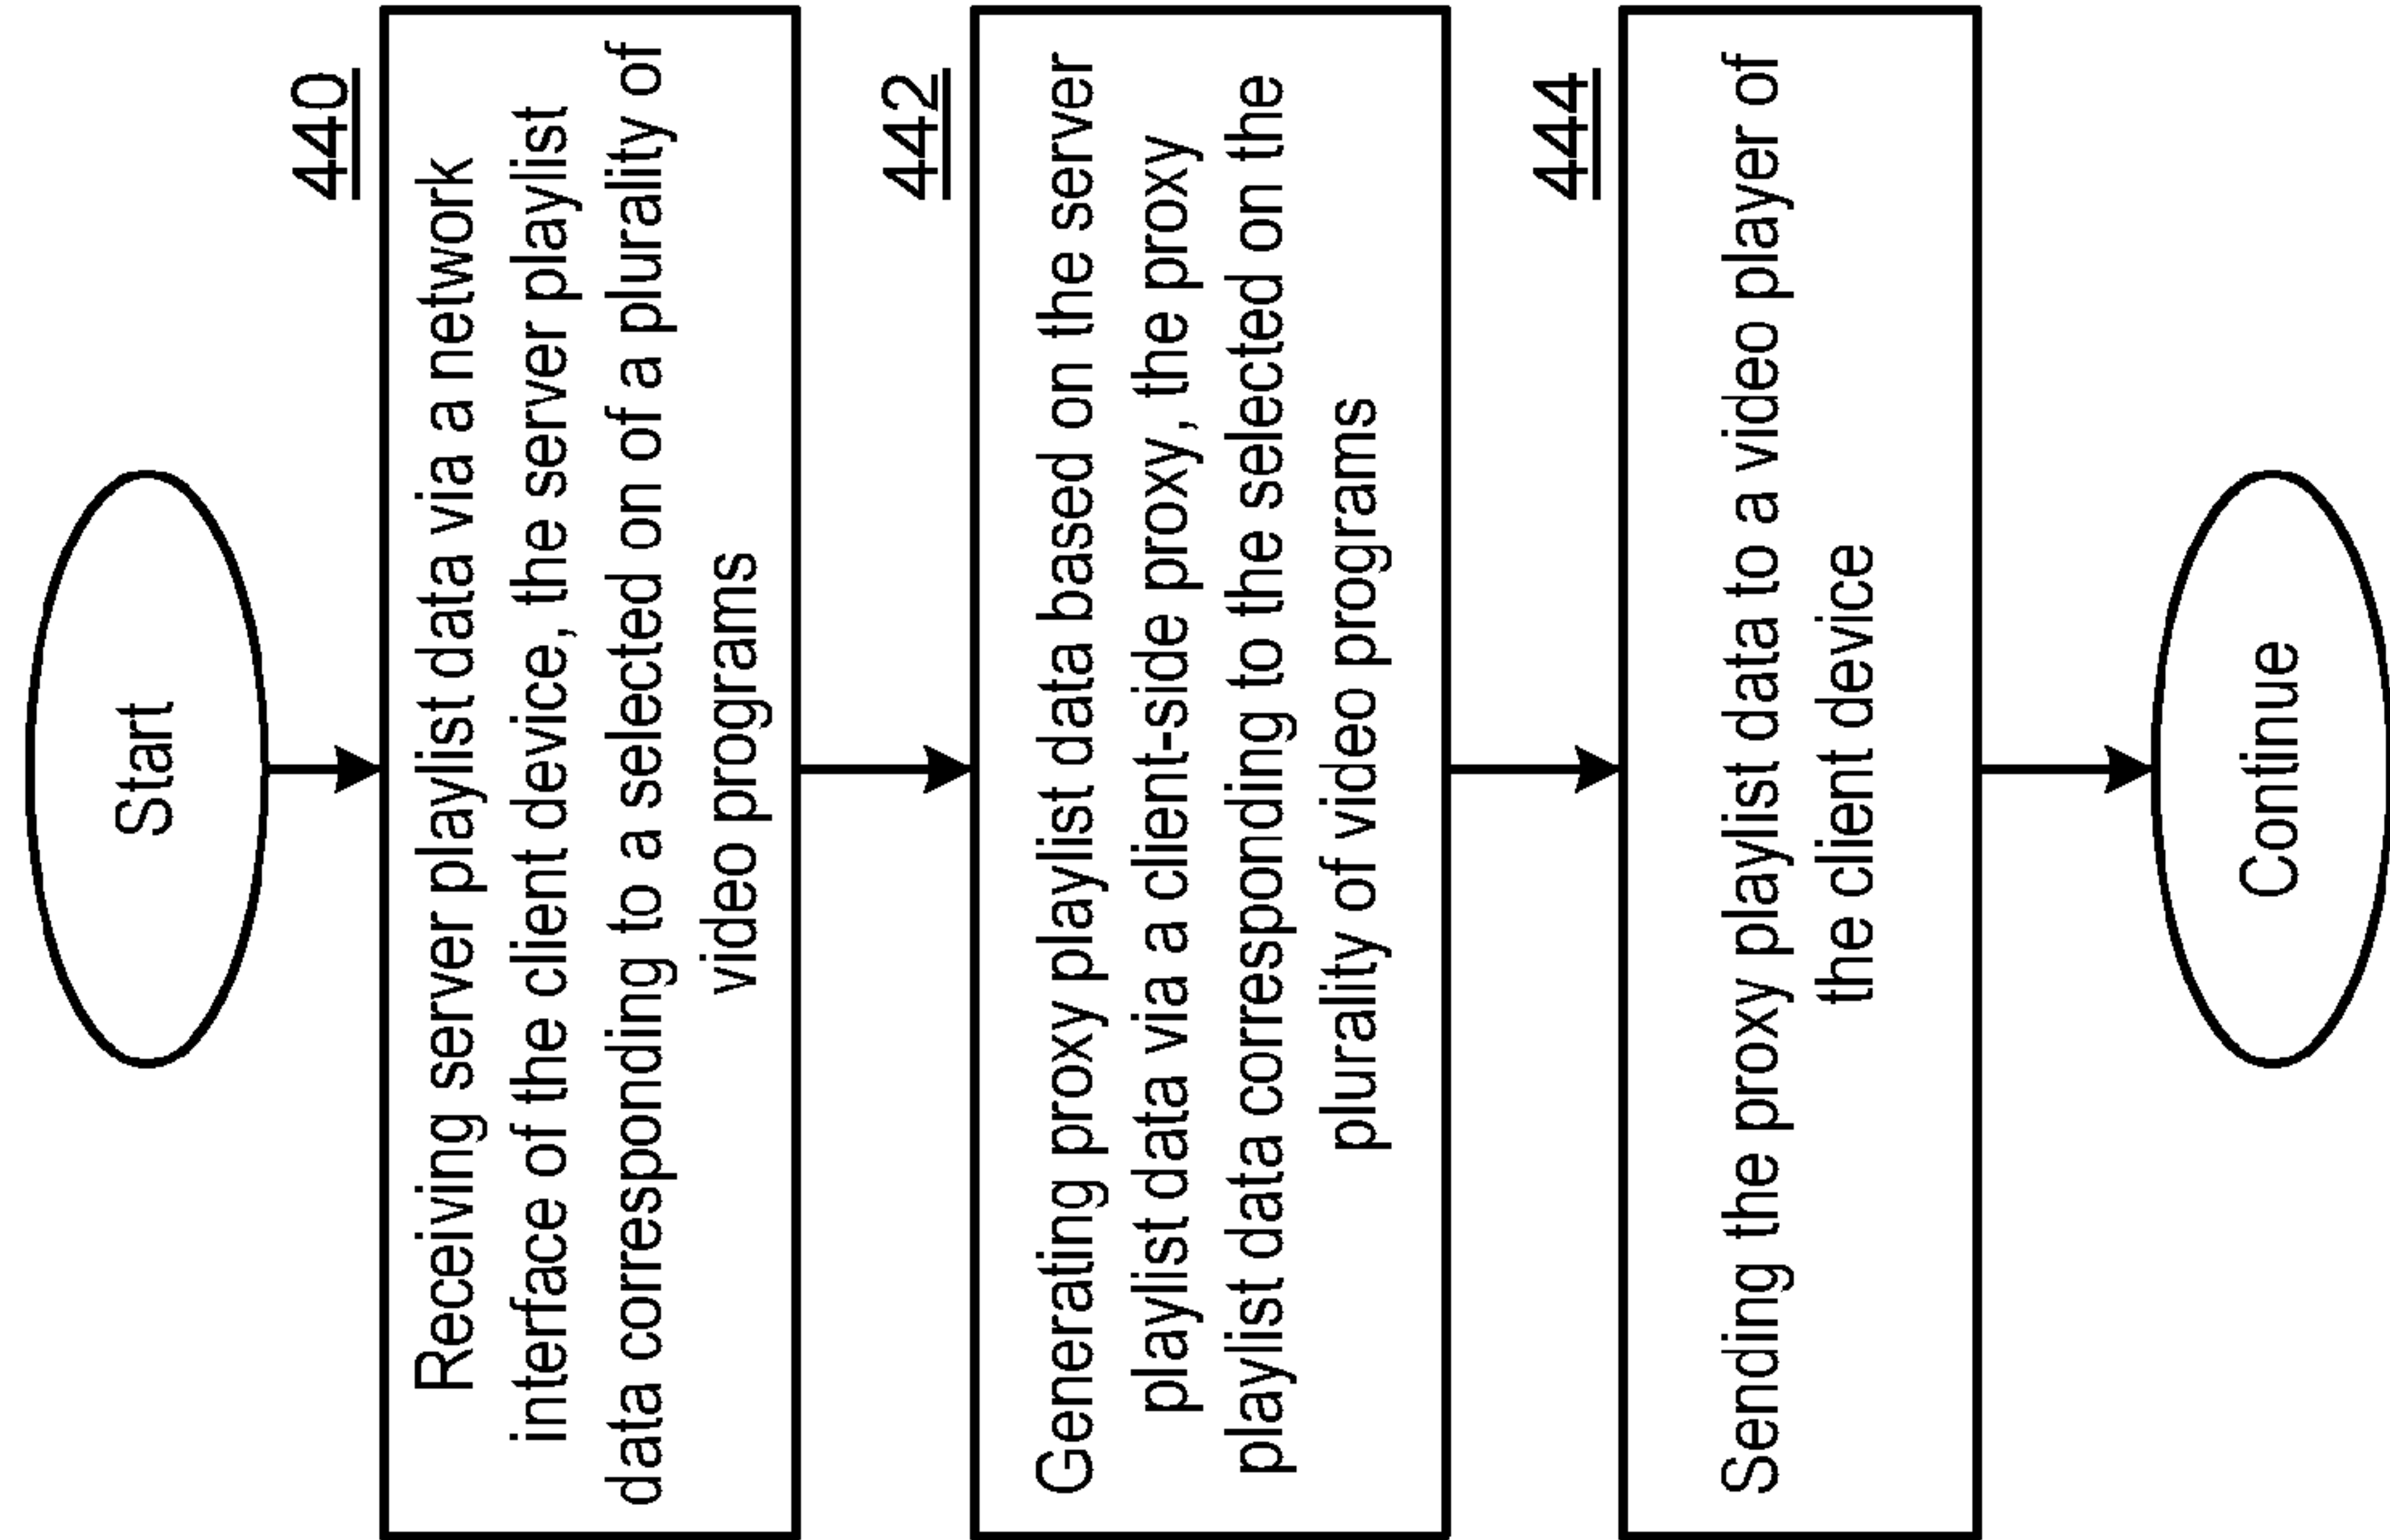 Start
440
Receiving server playlist data via a network
interface of the client device, the server playlist
data corresponding to a selected on of a plurality of
video programs
442
Generating proxy playlist data based on the server
playlist data via a client-side proxy, the proxy
playlist data corresponding to the selected on the
plurality of video programs
444
Sending the proxy playlist data to a video player of
the client device
Continue